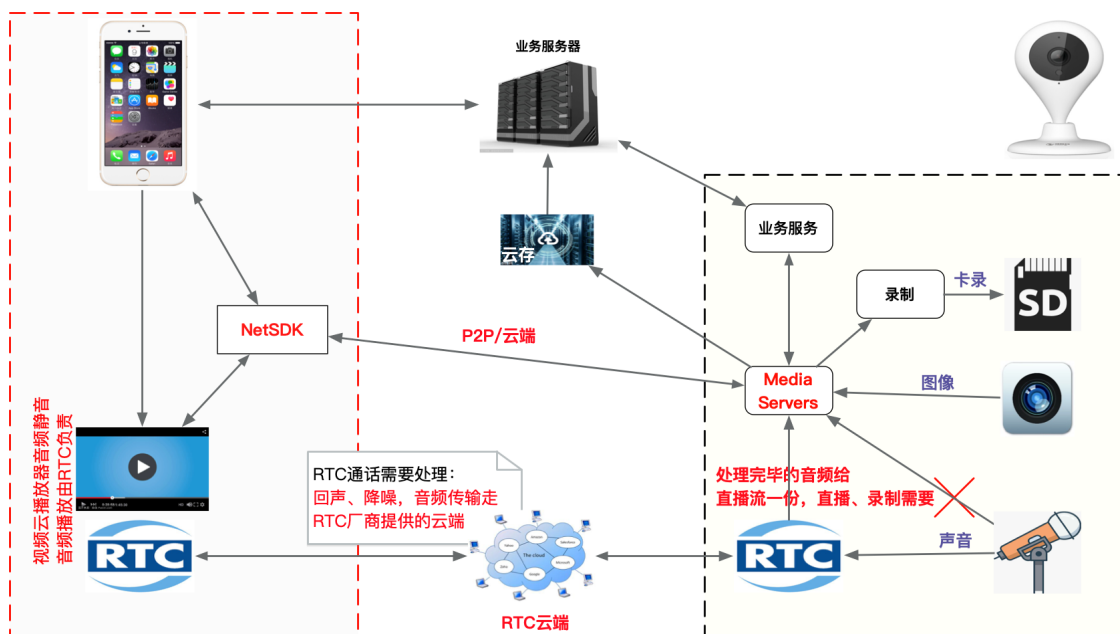 业务服务器
业务服务
云存
录制
卡录
SD
NetSDK
P2P/云端
Media
Servers
图像
视频云播放器音频静音
音频播放由RTC负责
RTC通话需要处理：
回声、降噪，音频传输走
RTC厂商提供的云端
处理完毕的音频给
直播流一份，直播、录制需要
The cloud
RTC
RTC
声音
RTC云端